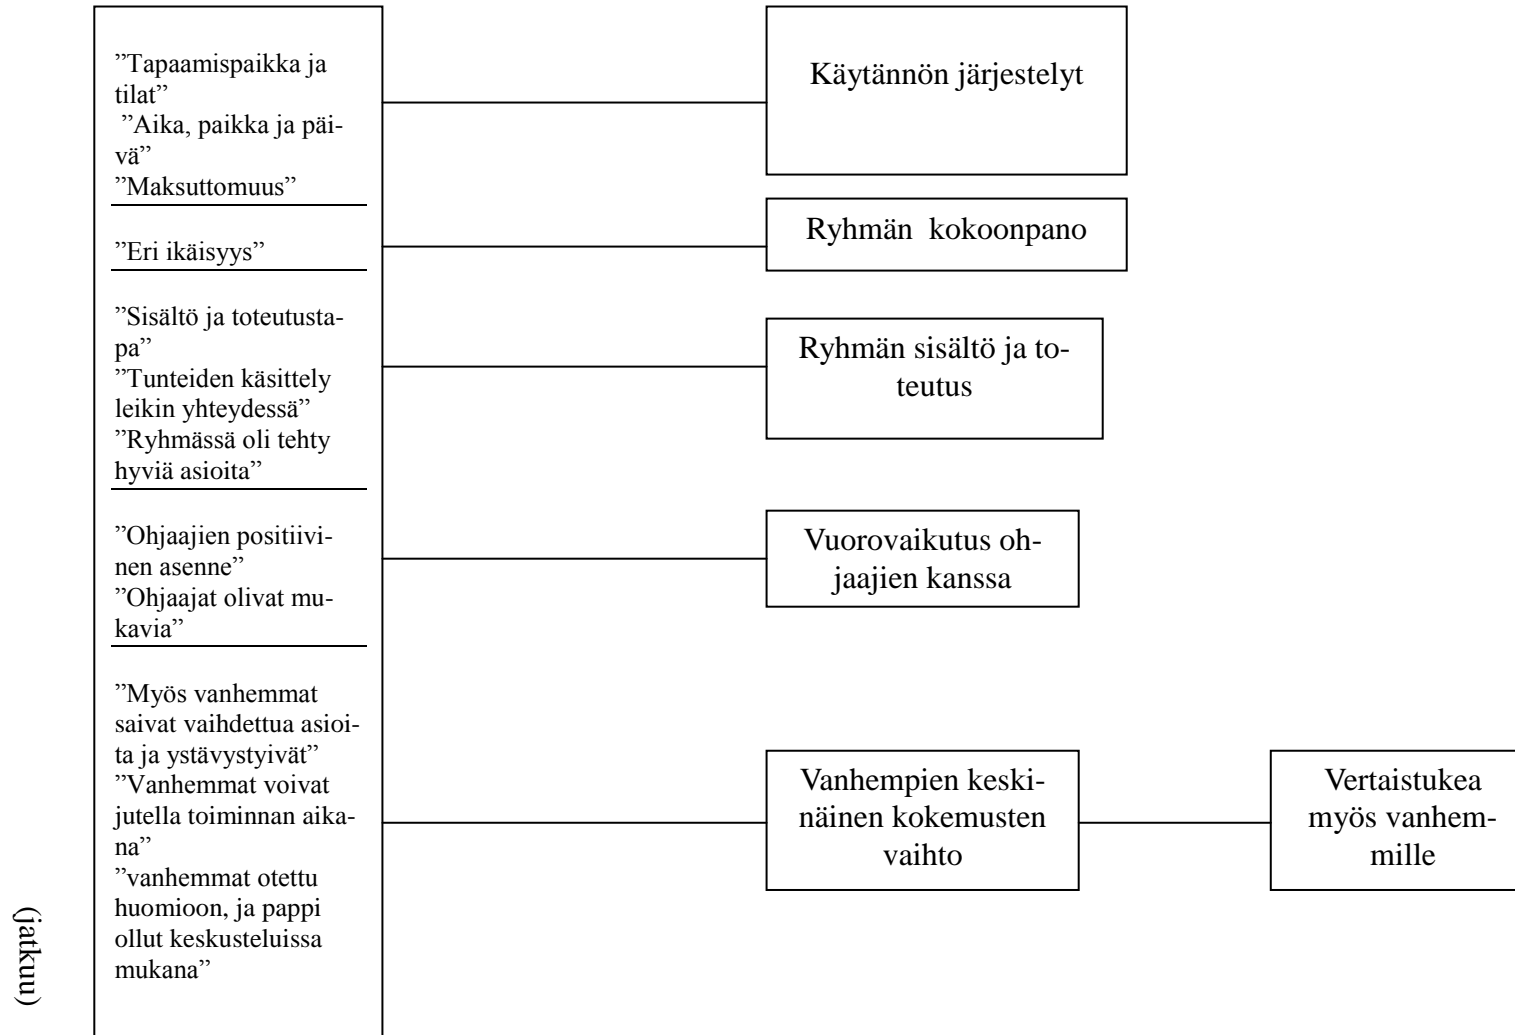 ”Tapaamispaikka ja
tilat”
”Aika, paikka ja päi-
vä”
”Maksuttomuus”
Käytännön järjestelyt
”Eri ikäisyys”
Ryhmän kokoonpano
”Sisältö ja toteutusta-
pa”
”Tunteiden käsittely
leikin yhteydessä”
”Ryhmässä oli tehty
hyviä asioita”
Ryhmän sisältö ja to-
teutus
”Ohjaajien positiivi-
nen asenne”
”Ohjaajat olivat mu-
kavia”
Vuorovaikutus oh-
jaajien kanssa
”Myös vanhemmat
saivat vaihdettua asioi-
ta ja ystävystyivät”
”Vanhemmat voivat
jutella toiminnan aika-
na”
”vanhemmat otettu
huomioon, ja pappi
ollut keskusteluissa
mukana”
Vanhempien keski-
näinen kokemusten
vaihto
Vertaistukea
myös vanhem-
mille
(jatkuu)